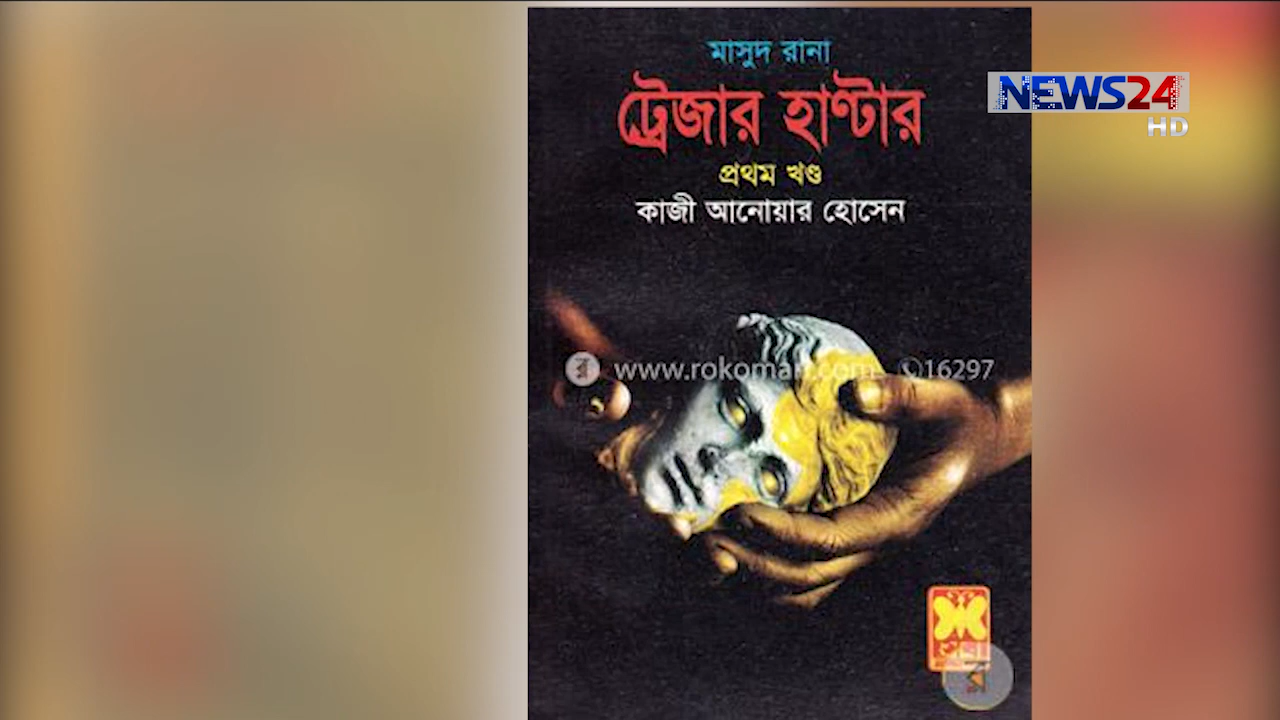 মাসুদ রানা
ট্রেজার হাণ্টার
প্রথম খণ্ড
কাজী আনোয়ার হোসেন
NEWS24
HD
র www.rokomari.com 16297
র